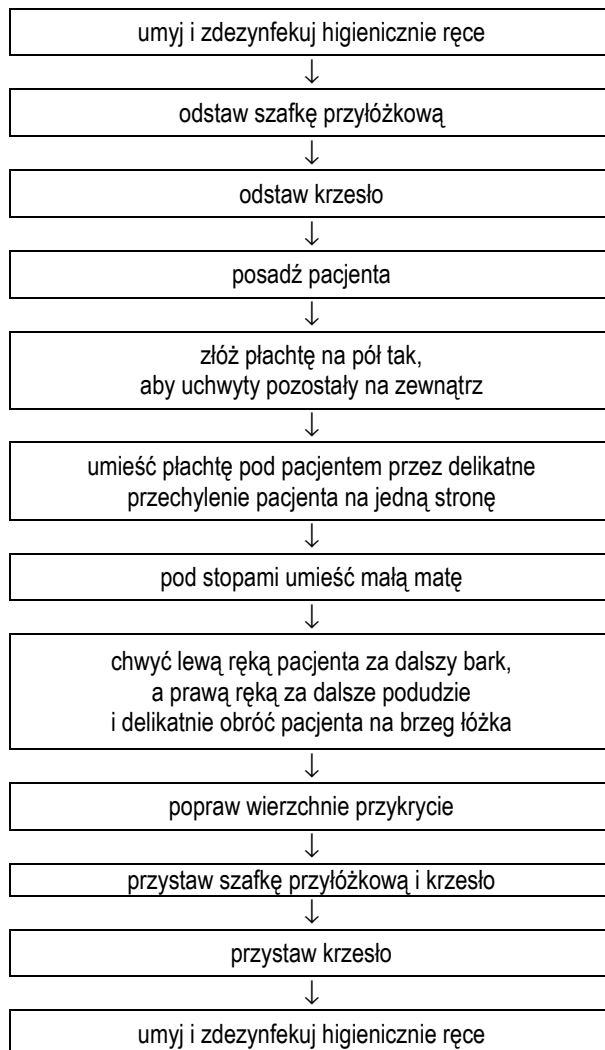 umyj i zdezynfekuj higienicznie ręce
↓
odstaw szafkę przyłóżkową
↓
odstaw krzesło
↓
posadź pacjenta
↓
złóż płachtę na pół tak,
aby uchwyty pozostały na zewnątrz
↓
umieść płachtę pod pacjentem przez delikatne
przechylenie pacjenta na jedną stronę
↓
pod stopami umieść małą matę
↓
chwyć lewą ręką pacjenta za dalszy bark,
a prawą ręką za dalsze podudzie
i delikatnie obróć pacjenta na brzeg łóżka
↓
popraw wierzchnie przykrycie
↓
przystaw szafkę przyłóżkową i krzesło
↓
przystaw krzesło
↓
umyj i zdezynfekuj higienicznie ręce